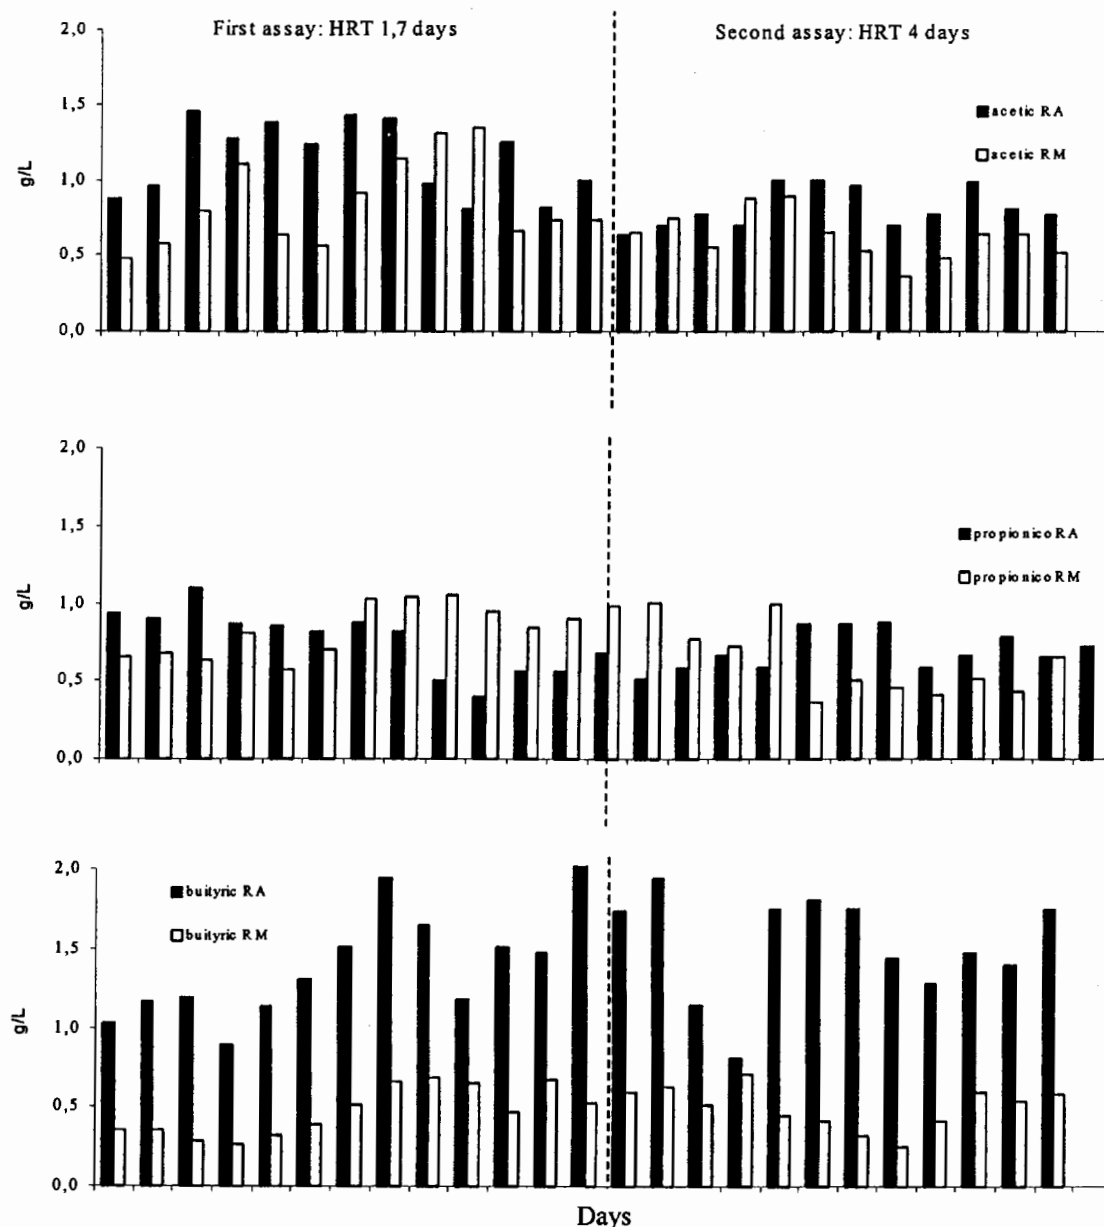 First assay: HRT 1,7 days
Second assay: HRT 4 days
2,0
1,5
1,0
0,5
0,0
g/L
acetic RA
acetic RM
2,0
1,5
1,0
0,5
0,0
g/L
propionico RA
propionico RM
2,0
1,5
1,0
0,5
0,0
g/L
buityric RA
buityric RM
Days